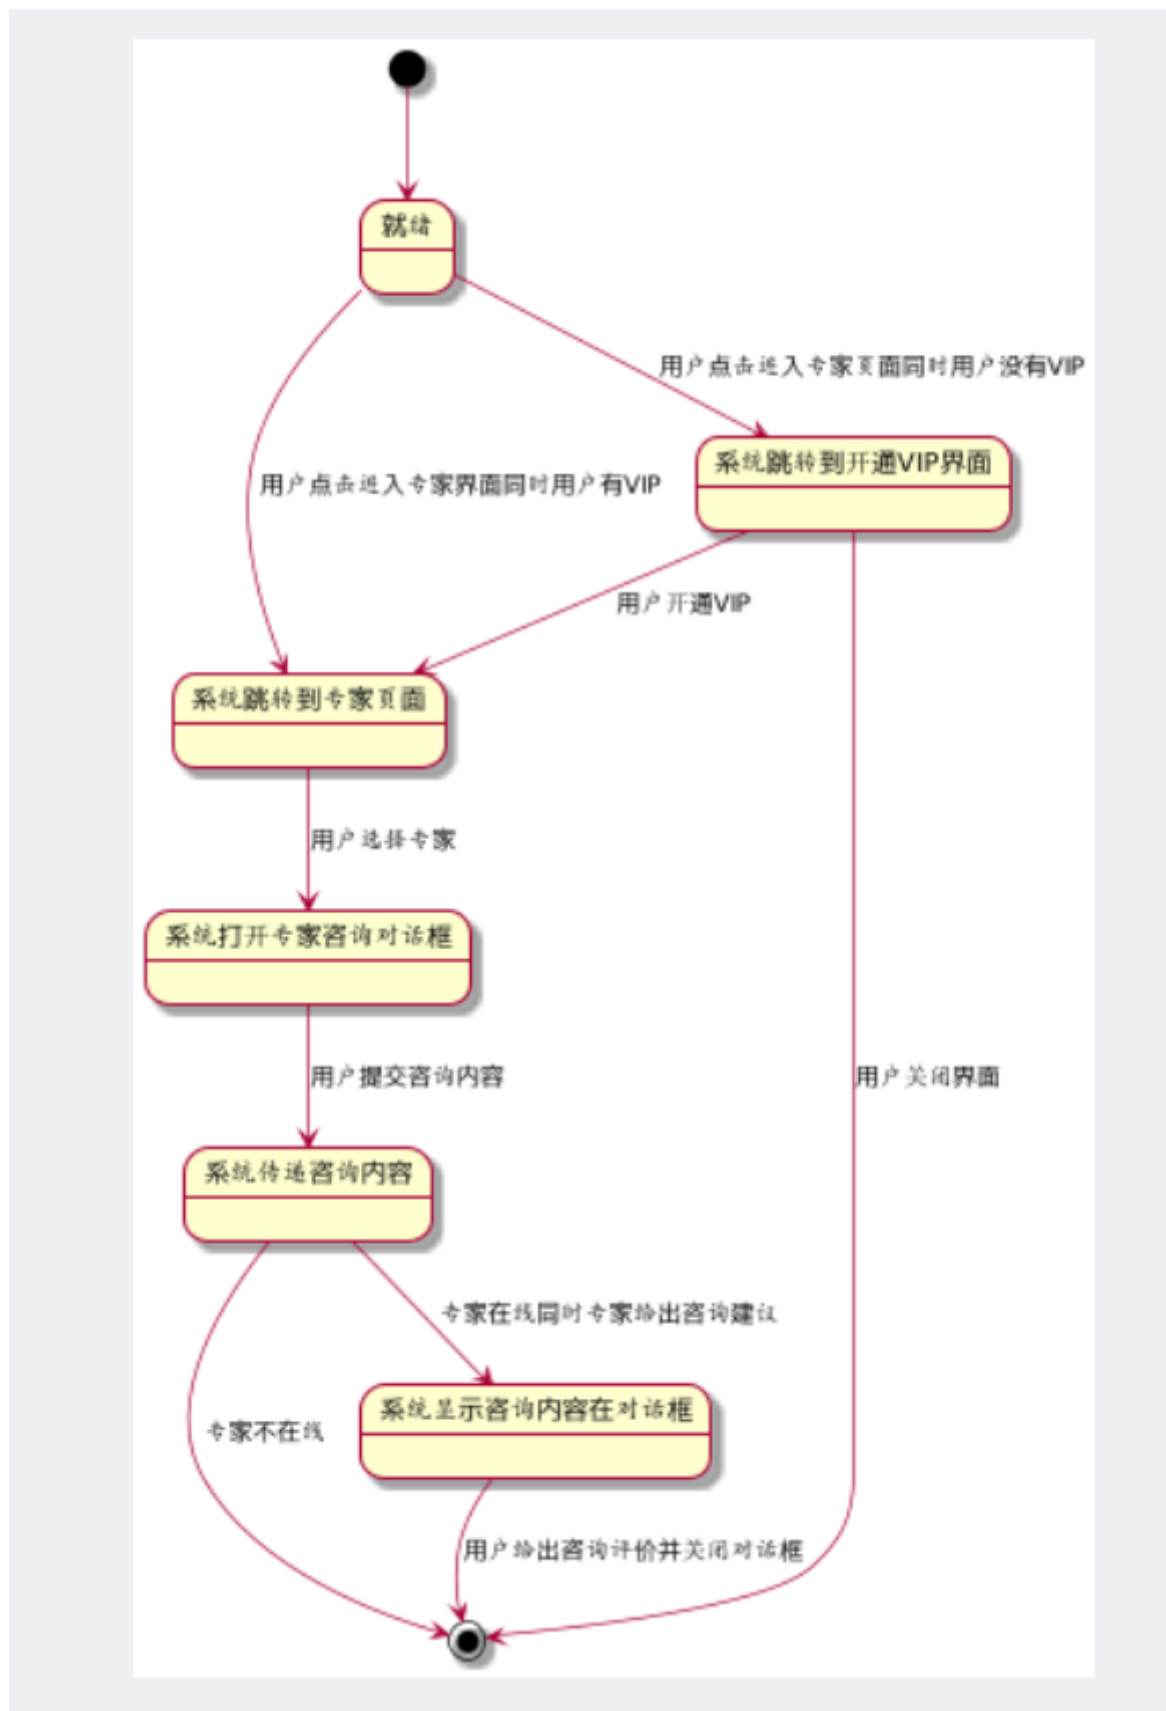 就绪
用户点击进入专家页面同时用户没有VIP
系统跳转到开通VIP界面
用户点击进入专家界面同时用户有VIP
用户开通VIP
系统跳转到专家页面
用户选择专家
系统打开专家咨询对话框
用户提交咨询内容
用户关闭界面
系统传递咨询内容
专家在线同时专家给出咨询建议
系统显示咨询内容在对话框
专家不在线
用户给出咨询评价并关闭对话框